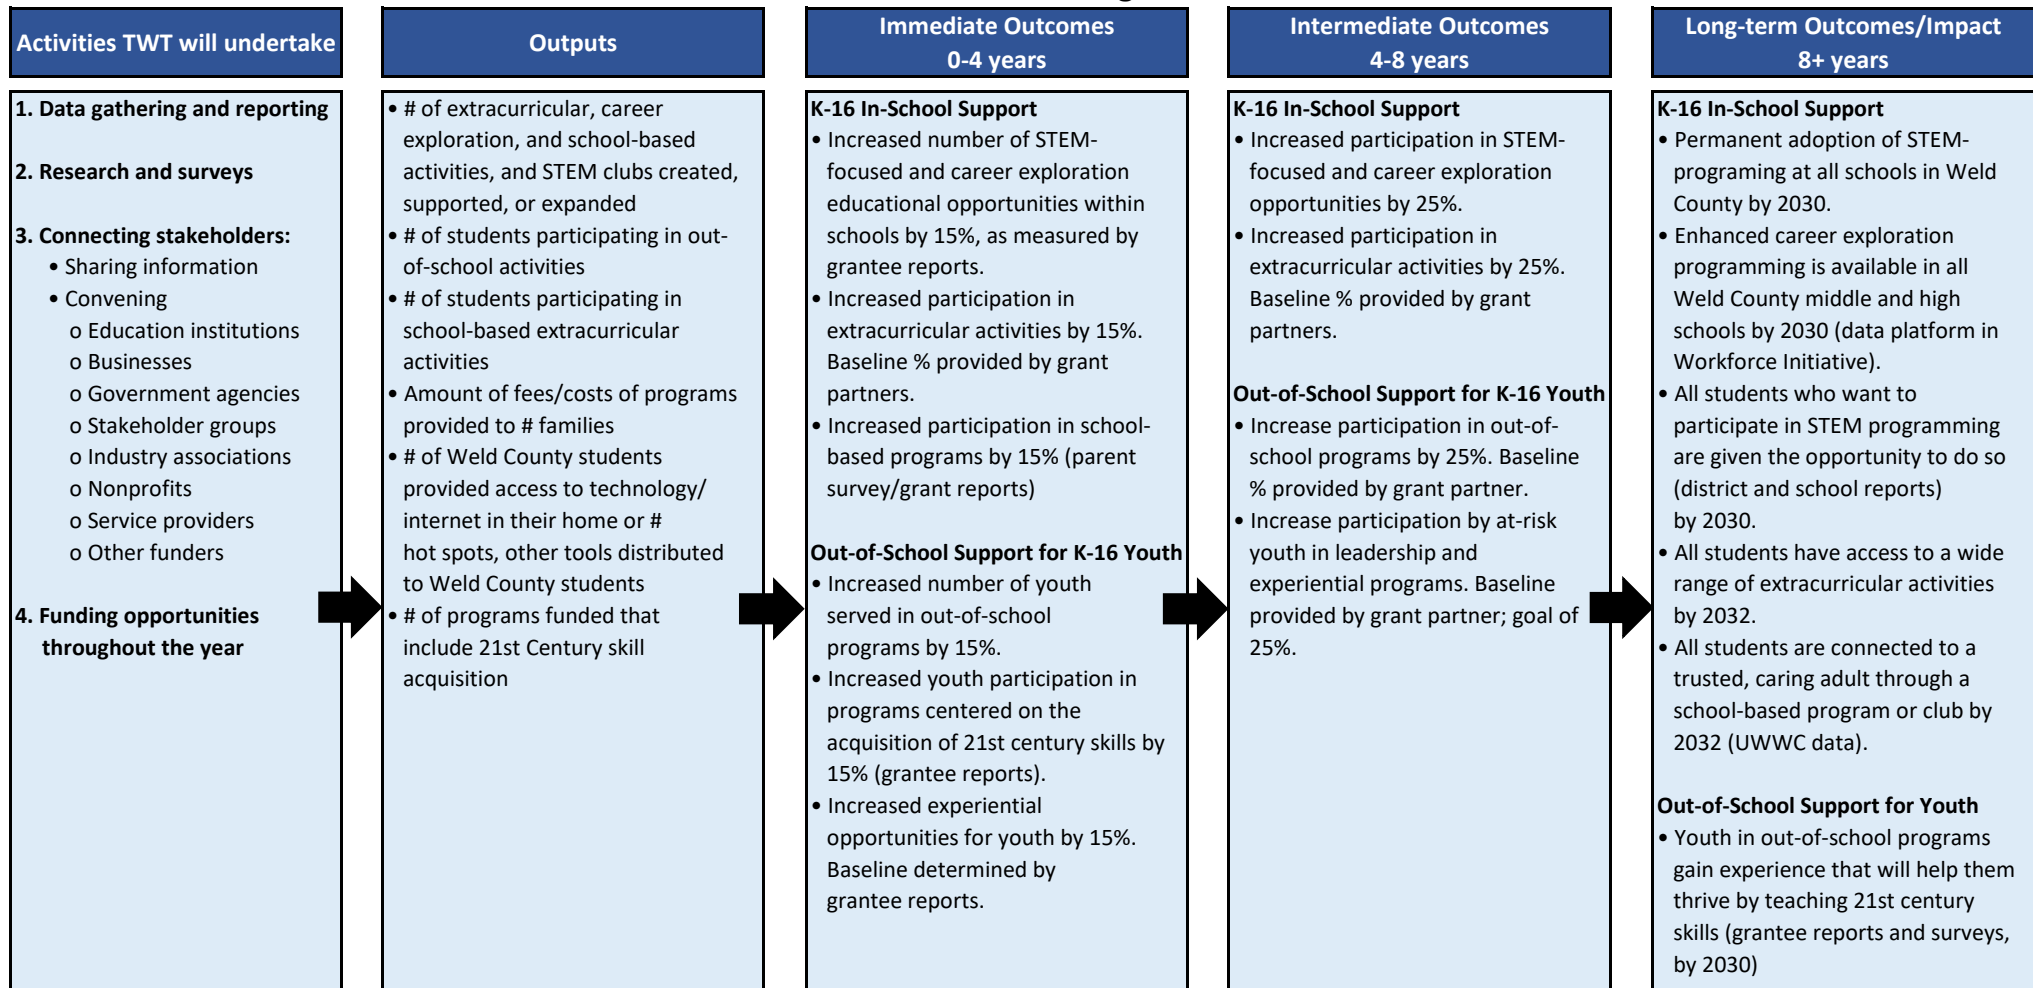 Activities TWT will undertake
1. Data gathering and reporting
2. Research and surveys
3. Connecting stakeholders:
• Sharing information
• Convening
o Education institutions
o Businesses
o Government agencies
o Stakeholder groups
o Industry associations
o Nonprofits
o Service providers
o Other funders
4. Funding opportunities
throughout the year
Outputs
• # of extracurricular, career
exploration, and school-based
activities, and STEM clubs created,
supported, or expanded
• # of students participating in out-
of-school activities
• # of students participating in
school-based extracurricular
activities
• Amount of fees/costs of programs
provided to # families
• # of Weld County students
provided access to technology/
internet in their home or #
hot spots, other tools distributed
to Weld County students
• # of programs funded that
include 21st Century skill
acquisition
Immediate Outcomes
0-4 years
K-16 In-School Support
• Increased number of STEM-
focused and career exploration
educational opportunities within
schools by 15%, as measured by
grantee reports.
• Increased participation in
extracurricular activities by 15%.
Baseline % provided by grant
partners.
• Increased participation in school-
based programs by 15% (parent
survey/grant reports)
Out-of-School Support for K-16 Youth
• Increased number of youth
served in out-of-school
programs by 15%.
• Increased youth participation in
programs centered on the
acquisition of 21st century skills by
15% (grantee reports).
• Increased experiential
opportunities for youth by 15%.
Baseline determined by
grantee reports.
Intermediate Outcomes
4-8 years
K-16 In-School Support
• Increased participation in STEM-
focused and career exploration
opportunities by 25%.
• Increased participation in
extracurricular activities by 25%.
Baseline % provided by grant
partners.
Out-of-School Support for K-16 Youth
• Increase participation in out-of-
school programs by 25%. Baseline
% provided by grant partner.
• Increase participation by at-risk
youth in leadership and
experiential programs. Baseline
provided by grant partner; goal of
25%.
Long-term Outcomes/Impact
8+ years
K-16 In-School Support
• Permanent adoption of STEM-
programing at all schools in Weld
County by 2030.
• Enhanced career exploration
programming is available in all
Weld County middle and high
schools by 2030 (data platform in
Workforce Initiative).
• All students who want to
participate in STEM programming
are given the opportunity to do so
(district and school reports)
by 2030.
• All students have access to a wide
range of extracurricular activities
by 2032.
• All students are connected to a
trusted, caring adult through a
school-based program or club by
2032 (UWWC data).
Out-of-School Support for Youth
• Youth in out-of-school programs
gain experience that will help them
thrive by teaching 21st century
skills (grantee reports and surveys,
by 2030)